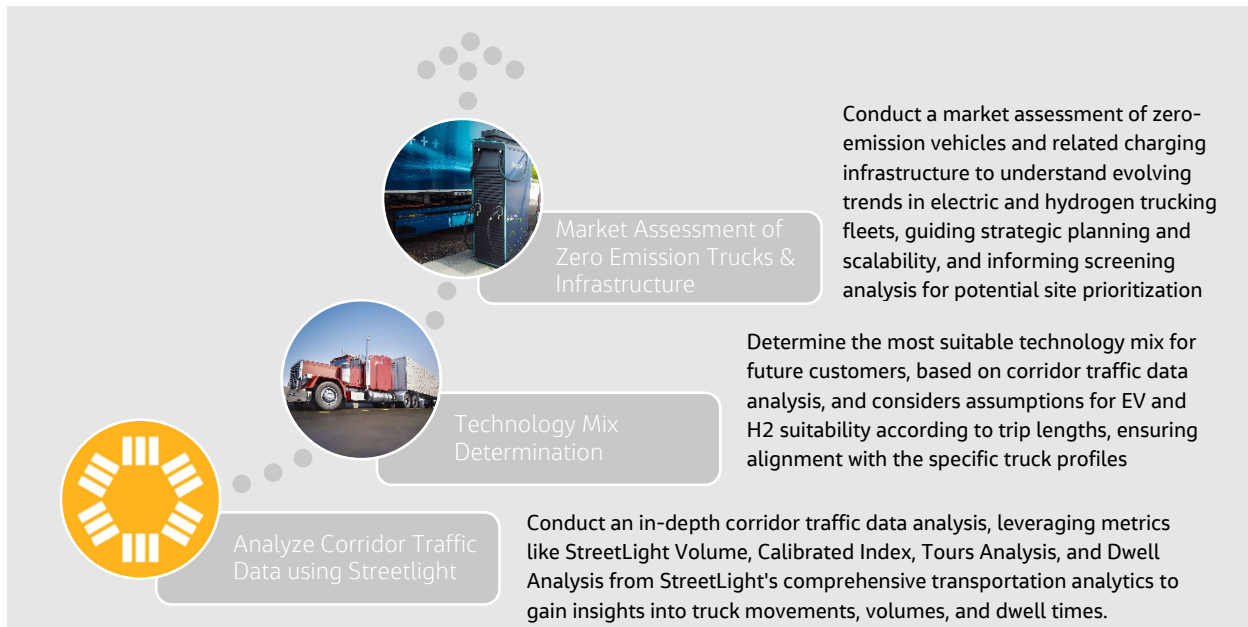 Conduct a market assessment of zero-
emission vehicles and related charging
infrastructure to understand evolving
trends in electric and hydrogen trucking
fleets, guiding strategic planning and
scalability, and informing screening
analysis for potential site prioritization
Market Assessment of
Zero Emission Trucks &
Infrastructure
Determine the most suitable technology mix for
future customers, based on corridor traffic data
analysis, and considers assumptions for EV and
H2 suitability according to trip lengths, ensuring
alignment with the specific truck profiles
Technology Mix
Determination
Conduct an in-depth corridor traffic data analysis, leveraging metrics
like StreetLight Volume, Calibrated Index, Tours Analysis, and Dwell
Analysis from StreetLight's comprehensive transportation analytics to
gain insights into truck movements, volumes, and dwell times.
Analyze Corridor Traffic
Data using Streetlight